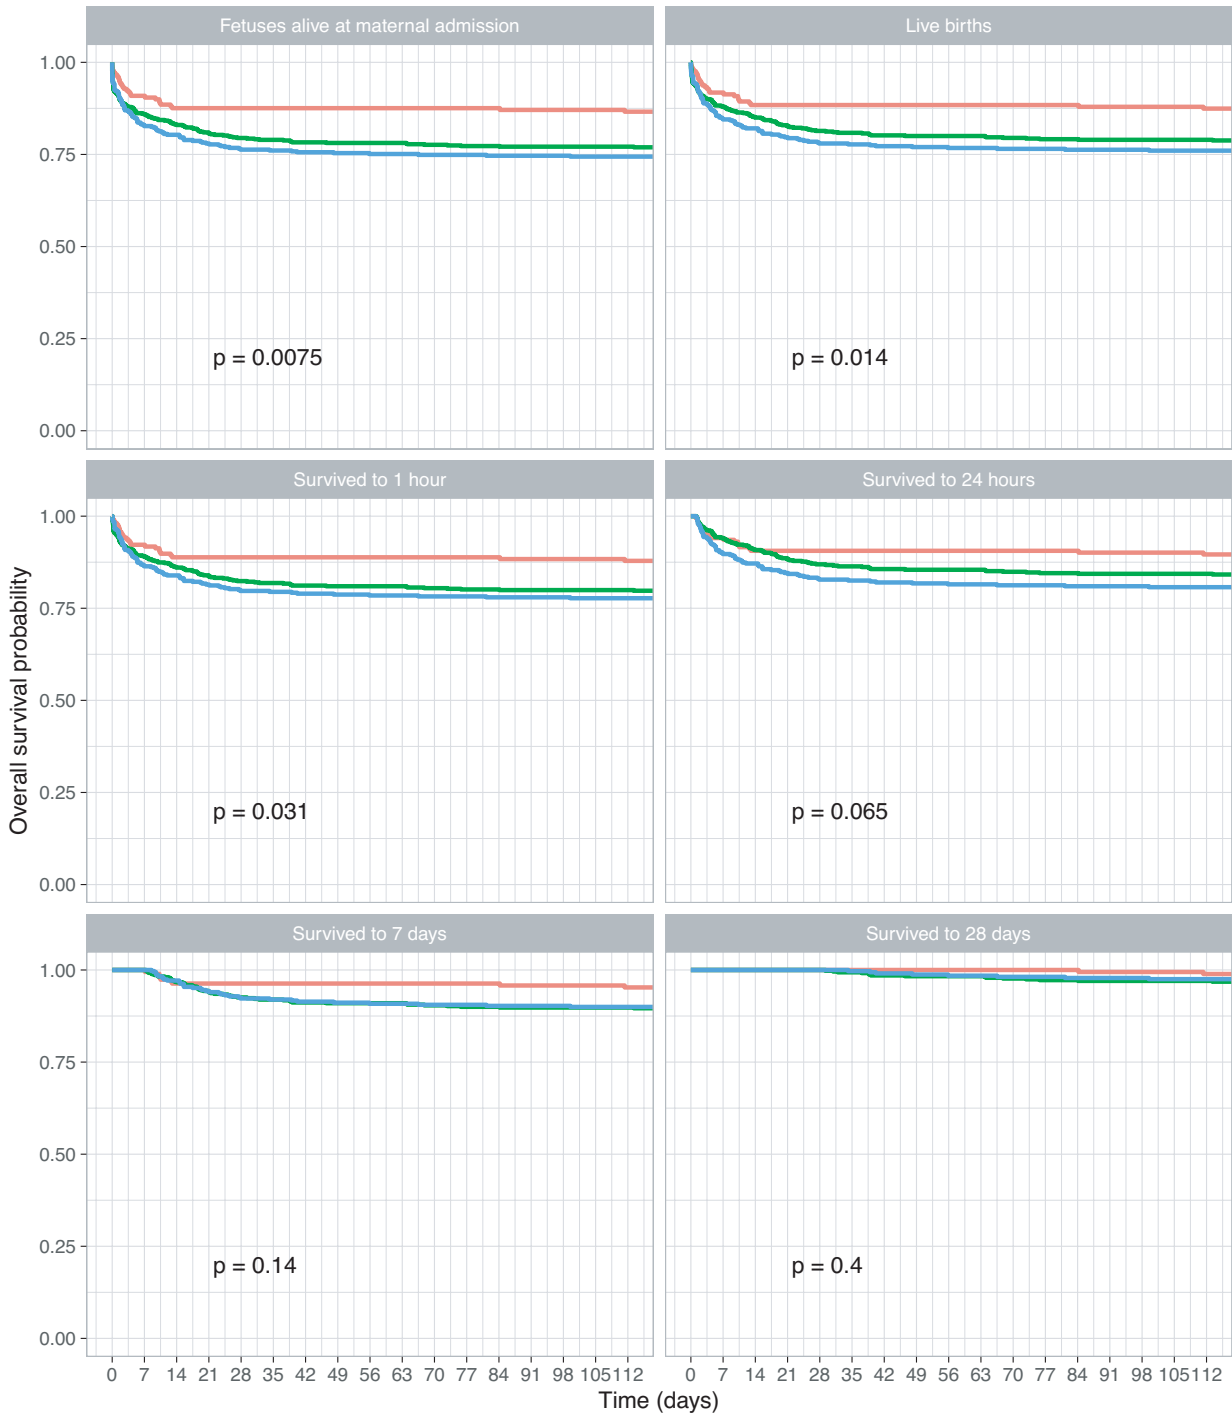 Fetuses alive at maternal admission
Live births
1.00
0.75
0.50
0.25
0.00
p = 0.0075
p = 0.014
Survived to 1 hour
Survived to 24 hours
1.00
0.75
0.50
0.25
0.00
p = 0.031
p = 0.065
Overall survival probability
Survived to 7 days
Survived to 28 days
1.00
0.75
0.50
0.25
0.00
p = 0.14
p = 0.4
0 7 14 21 28 35 42 49 56 63 70 77 84 91 98 105 112
0 7 14 21 28 35 42 49 56 63 70 77 84 91 98 105 112
Time (days)